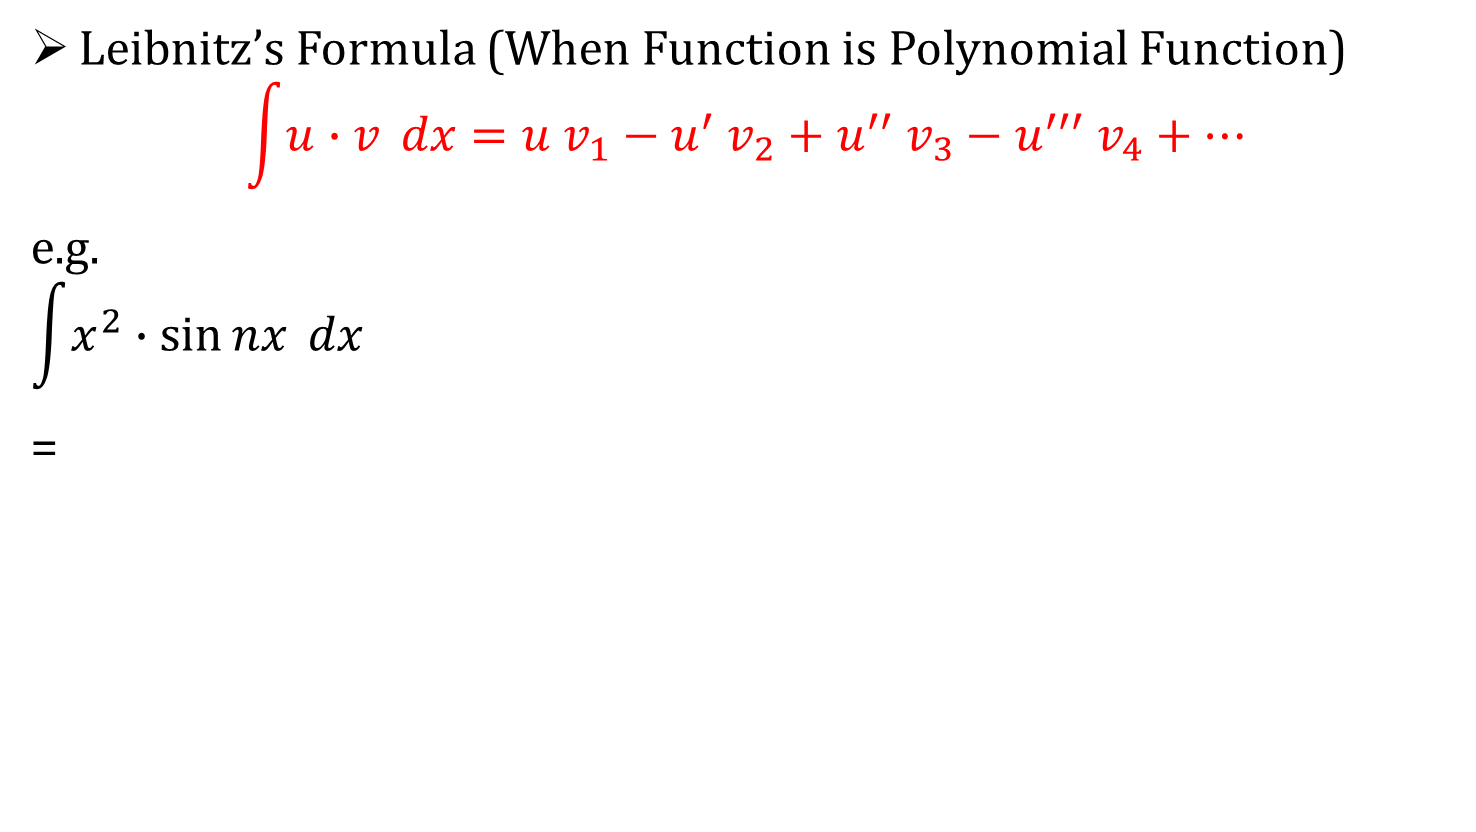 ➢ Leibnitz’s Formula (When Function is Polynomial Function)
∫ u · v dx = u v₁ − u′ v₂ + u′′ v₃ − u′′′ v₄ + ⋯
e.g.
∫ x² · sin nx dx
=